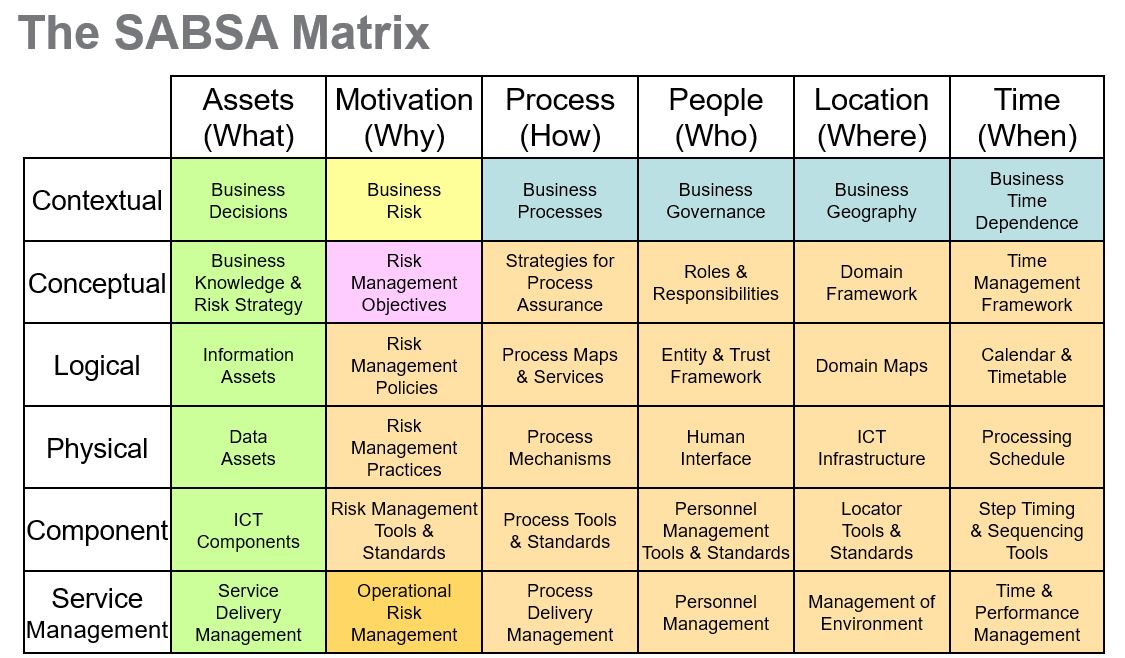 The SABSA Matrix
Assets
(What)
Motivation
(Why)
Process
(How)
People
(Who)
Location
(Where)
Time
(When)
Contextual
Business
Decisions
Business
Risk
Business
Processes
Business
Governance
Business
Geography
Business
Time
Dependence
Conceptual
Business
Knowledge &
Risk Strategy
Risk
Management
Objectives
Strategies for
Process
Assurance
Roles &
Responsibilities
Domain
Framework
Time
Management
Framework
Logical
Information
Assets
Risk
Management
Policies
Process Maps
& Services
Entity & Trust
Framework
Domain Maps
Calendar &
Timetable
Physical
Data
Assets
Risk
Management
Practices
Process
Mechanisms
Human
Interface
ICT
Infrastructure
Processing
Schedule
Component
ICT
Components
Risk Management
Tools &
Standards
Process Tools
& Standards
Personnel
Management
Tools & Standards
Locator
Tools &
Standards
Step Timing
& Sequencing
Tools
Service
Management
Service
Delivery
Management
Operational
Risk
Management
Process
Delivery
Management
Personnel
Management
Management of
Environment
Time &
Performance
Management